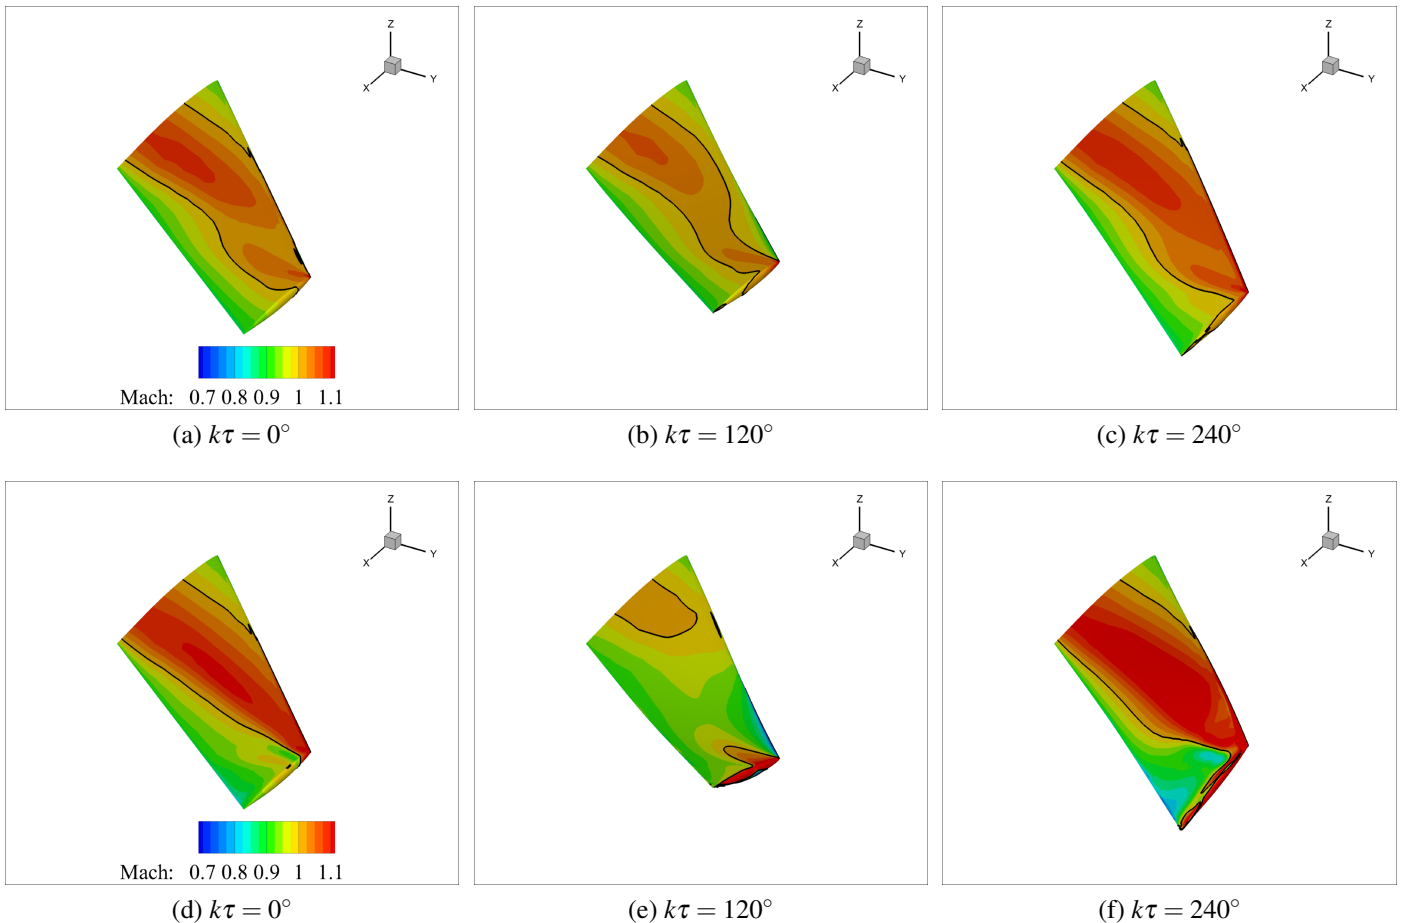 Z
X
Y
Mach: 0.7 0.8 0.9 1 1.1
(a) kτ = 0°
Z
X
Y
(b) kτ = 120°
Z
X
Y
(c) kτ = 240°
Z
X
Y
Mach: 0.7 0.8 0.9 1 1.1
(d) kτ = 0°
Z
X
Y
(e) kτ = 120°
Z
X
Y
(f) kτ = 240°